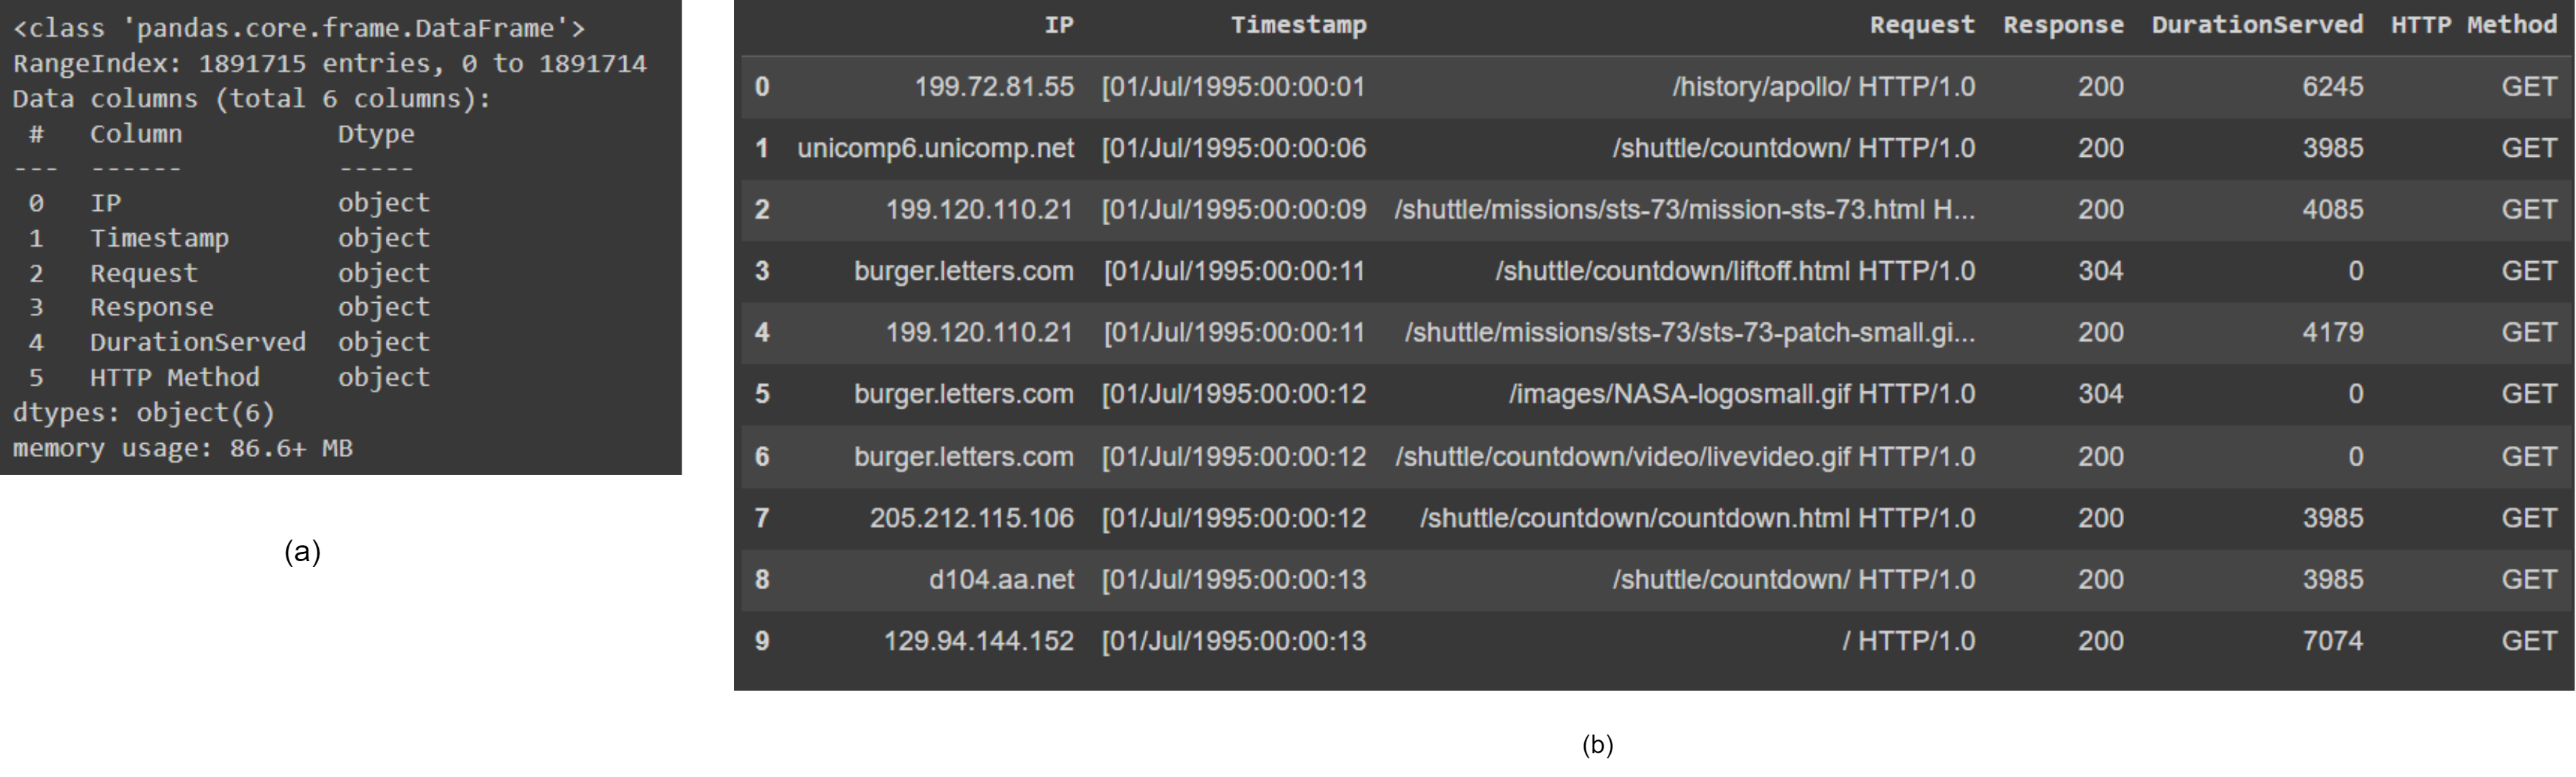 <class 'pandas.core.frame.DataFrame'>
RangeIndex: 1891715 entries, 0 to 1891714
Data columns (total 6 columns):
# Column Dtype
--- ------ -----
0 IP object
1 Timestamp object
2 Request object
3 Response object
4 DurationServed object
5 HTTP Method object
dtypes: object(6)
memory usage: 86.6+ MB
(a)
IP Timestamp Request Response DurationServed HTTP Method
0 199.72.81.55 [01/Jul/1995:00:00:01 /history/apollo/ HTTP/1.0 200 6245 GET
1 unicomp6.unicomp.net [01/Jul/1995:00:00:06 /shuttle/countdown/ HTTP/1.0 200 3985 GET
2 199.120.110.21 [01/Jul/1995:00:00:09 /shuttle/missions/sts-73/mission-sts-73.html H... 200 4085 GET
3 burger.letters.com [01/Jul/1995:00:00:11 /shuttle/countdown/liftoff.html HTTP/1.0 304 0 GET
4 199.120.110.21 [01/Jul/1995:00:00:11 /shuttle/missions/sts-73/sts-73-patch-small.gi... 200 4179 GET
5 burger.letters.com [01/Jul/1995:00:00:12 /images/NASA-logosmall.gif HTTP/1.0 304 0 GET
6 burger.letters.com [01/Jul/1995:00:00:12 /shuttle/countdown/video/livevideo.gif HTTP/1.0 200 0 GET
7 205.212.115.106 [01/Jul/1995:00:00:12 /shuttle/countdown/countdown.html HTTP/1.0 200 3985 GET
8 d104.aa.net [01/Jul/1995:00:00:13 /shuttle/countdown/ HTTP/1.0 200 3985 GET
9 129.94.144.152 [01/Jul/1995:00:00:13 / HTTP/1.0 200 7074 GET
(b)